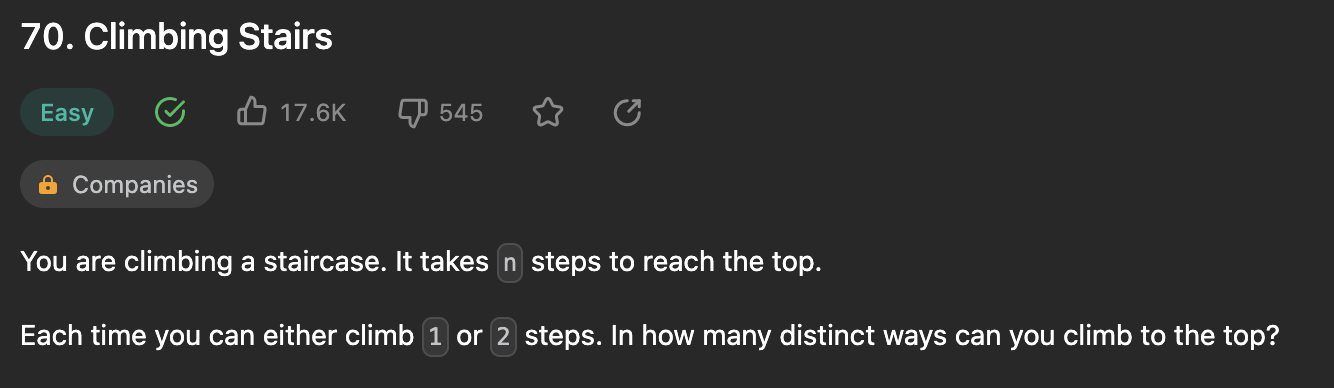 70. Climbing Stairs
Easy 17.6K 545
Companies
You are climbing a staircase. It takes n steps to reach the top.
Each time you can either climb 1 or 2 steps. In how many distinct ways can you climb to the top?